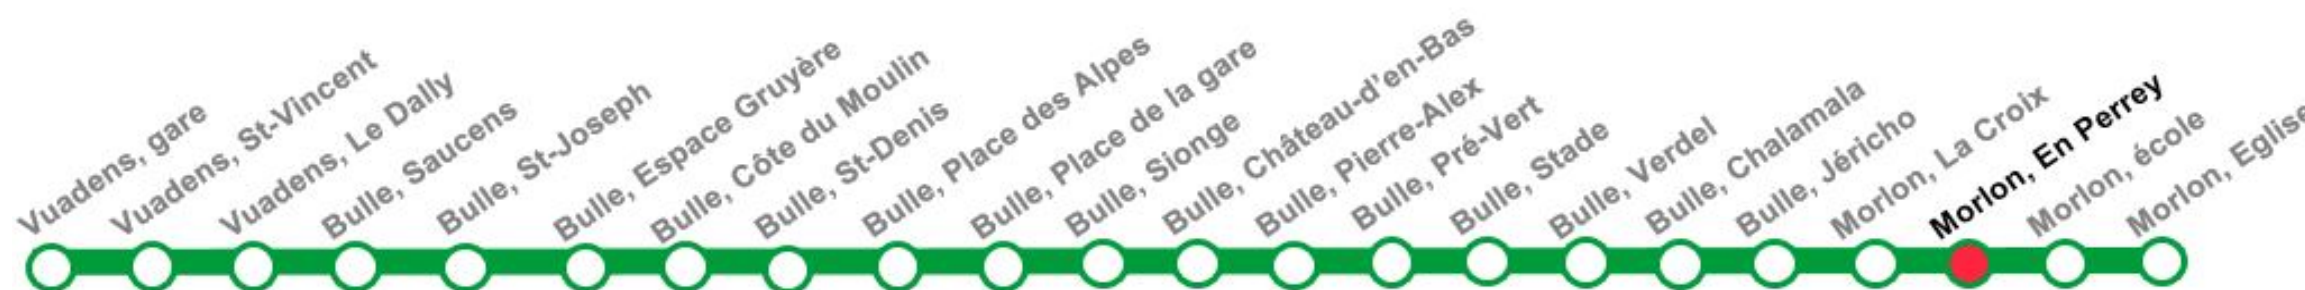 Vuadens, gare
Vuadens, St-Vincent
Vuadens, Le Dally
Bulle, Saucens
Bulle, St-Joseph
Bulle, Espace Gruyère
Bulle, Côte du Moulin
Bulle, St-Denis
Bulle, Place des Alpes
Bulle, Place de la gare
Bulle, Sionge
Bulle, Château-d'en-Bas
Bulle, Pierre-Alex
Bulle, Pré-Vert
Bulle, Stade
Bulle, Verdel
Bulle, Chalamala
Bulle, Jéricho
Morlon, La Croix
Morlon, En Perrey
Morlon, école
Morlon, Eglise